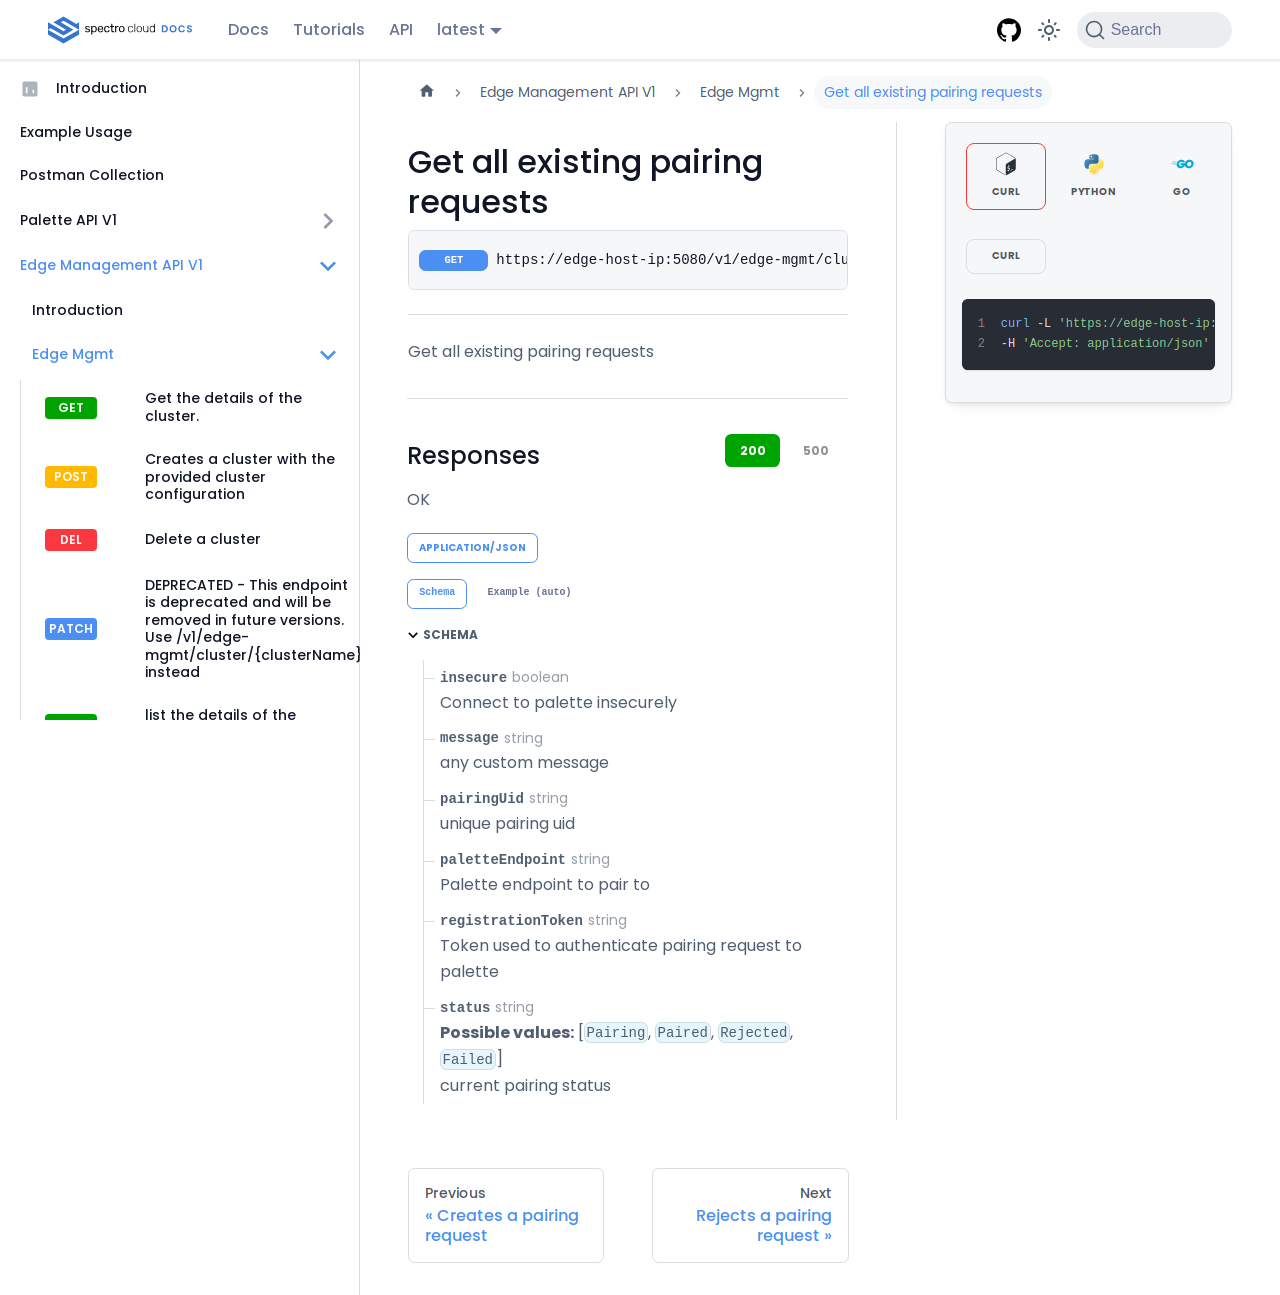 spectro cloud DOCS
Docs
Tutorials
API
latest
Search
Introduction
Example Usage
Postman Collection
Palette API V1
Edge Management API V1
Introduction
Edge Mgmt
GET
Get the details of the
cluster.
POST
Creates a cluster with the
provided cluster
configuration
DEL
Delete a cluster
PATCH
DEPRECATED - This endpoint
is deprecated and will be
removed in future versions.
Use /v1/edge-
mgmt/cluster/{clusterName}
instead
list the details of the
Edge Management API V1
Edge Mgmt
Get all existing pairing requests
Get all existing pairing
requests
GET
https://edge-host-ip:5080/v1/edge-mgmt/clu
Get all existing pairing requests
Responses
200
500
OK
APPLICATION/JSON
Schema
Example (auto)
SCHEMA
insecure boolean
Connect to palette insecurely
message string
any custom message
pairingUid string
unique pairing uid
paletteEndpoint string
Palette endpoint to pair to
registrationToken string
Token used to authenticate pairing request to
palette
status string
Possible values: [Pairing, Paired, Rejected,
Failed]
current pairing status
CURL
PYTHON
GO
GO
CURL
1 curl -L 'https://edge-host-ip:
2 -H 'Accept: application/json'
Previous
« Creates a pairing
request
Next
Rejects a pairing
request »